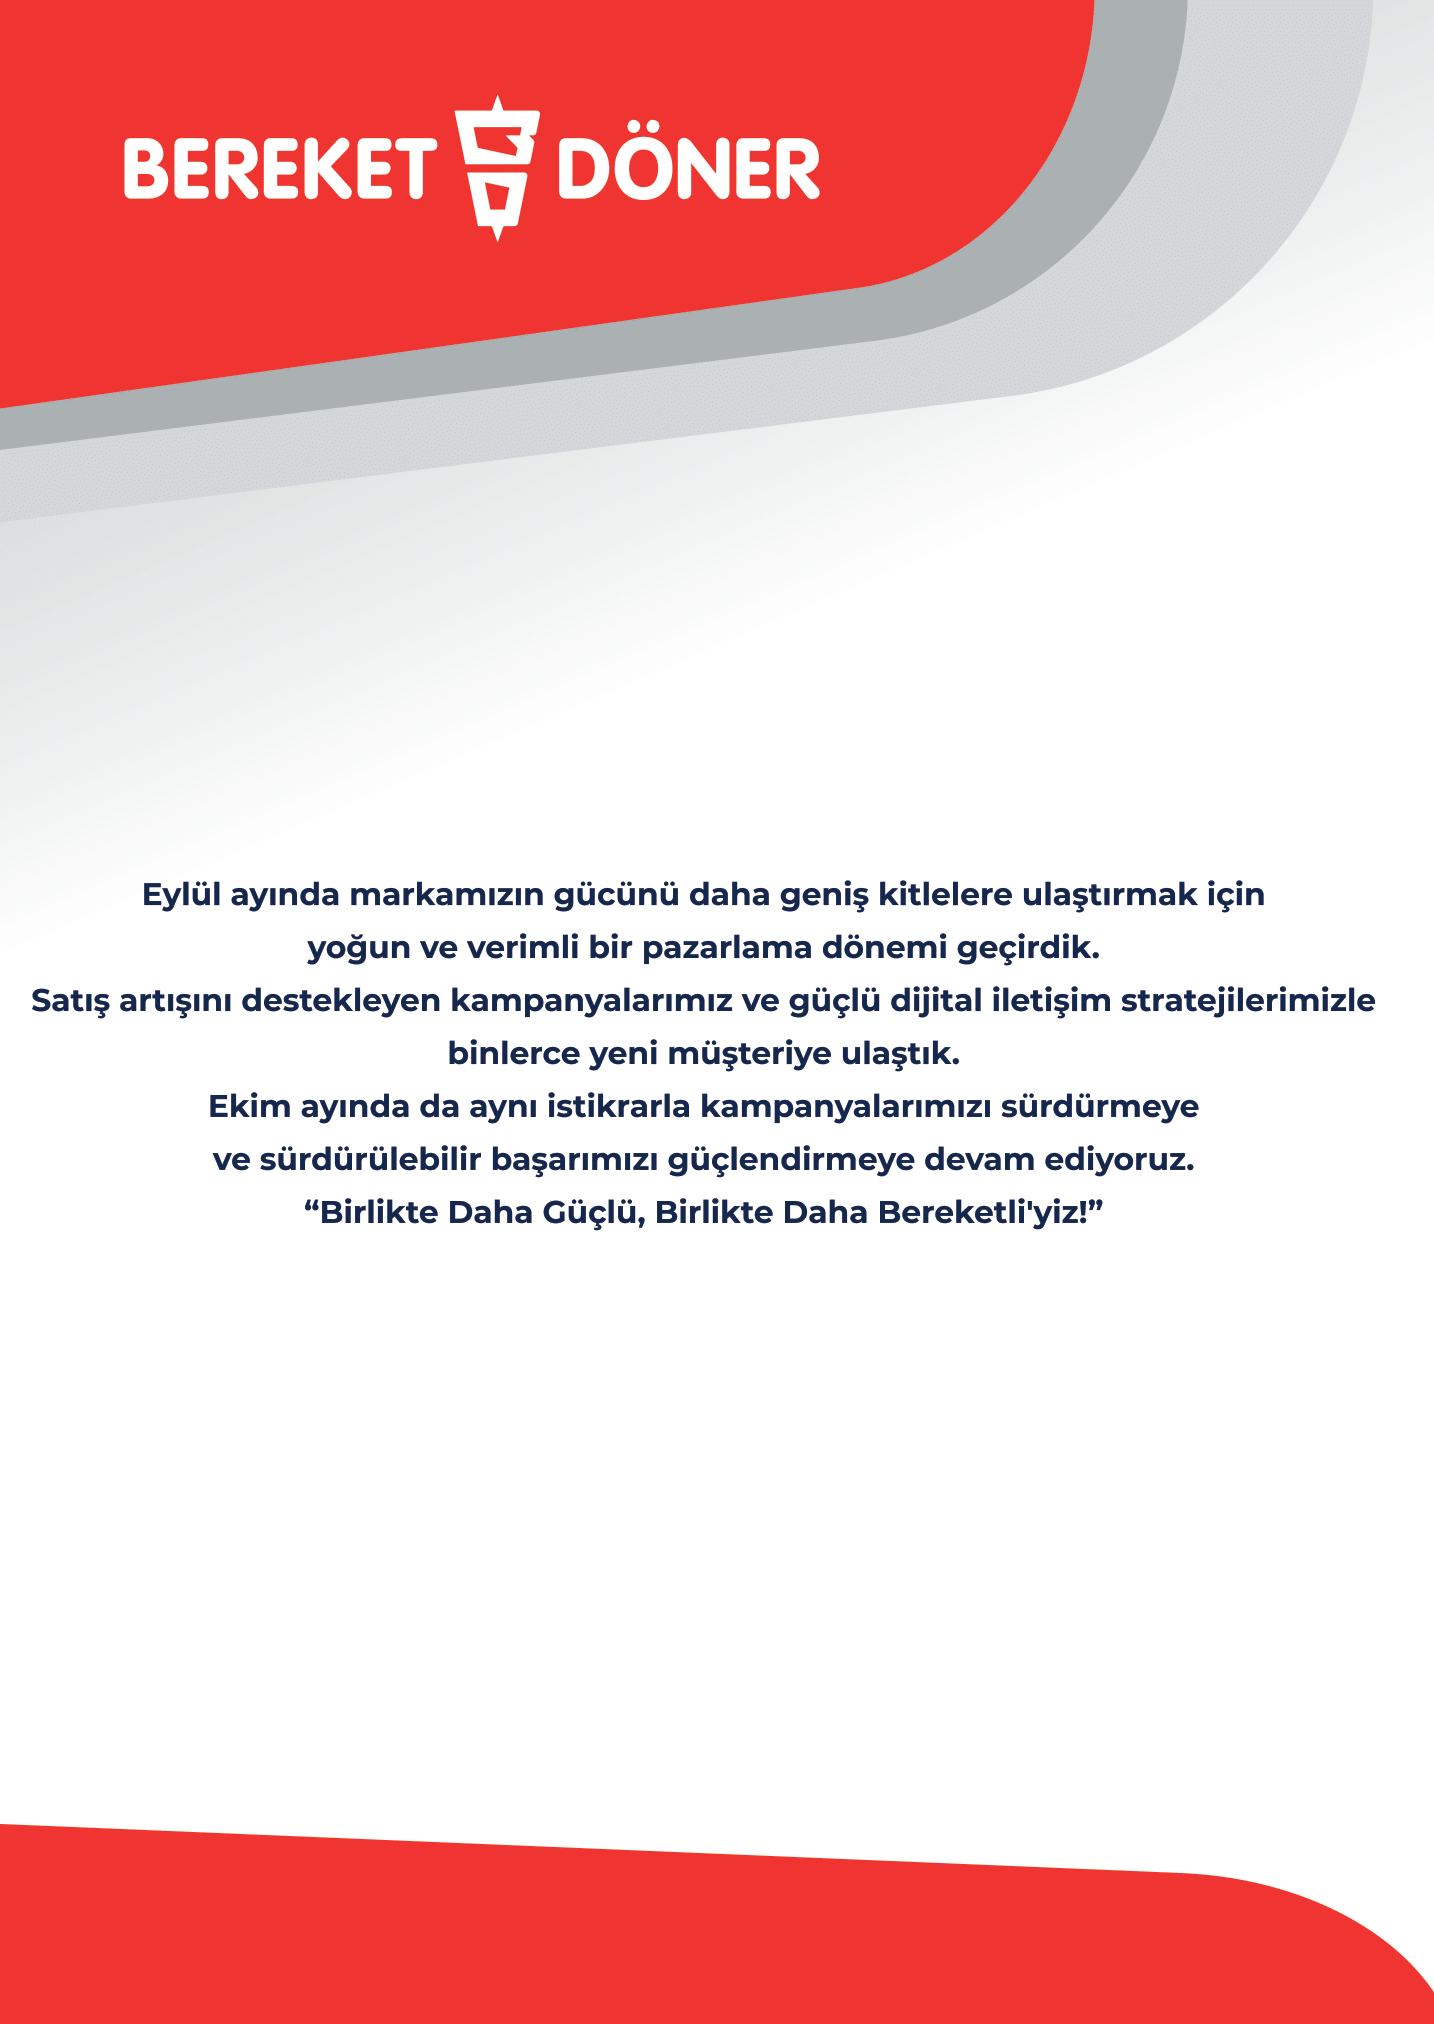 BEREKET DÖNER
Eylül ayında markamızın gücünü daha geniş kitlelere ulaştırmak için
yoğun ve verimli bir pazarlama dönemi geçirdik.
Satış artışını destekleyen kampanyalarımız ve güçlü dijital iletişim stratejilerimizle
binlerce yeni müşteriye ulaştık.
Ekim ayında da aynı istikrarla kampanyalarımızı sürdürmeye
ve sürdürülebilir başarımızı güçlendirmeye devam ediyoruz.
“Birlikte Daha Güçlü, Birlikte Daha Bereketli'yiz!”